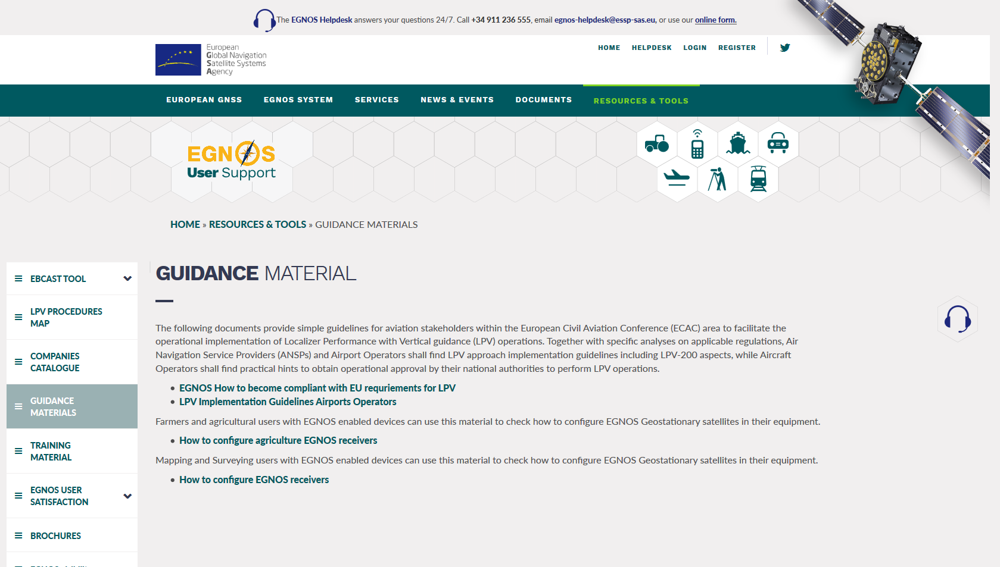 The EGNOS Helpdesk answers your questions 24/7. Call +34 911 236 555, email egnos-helpdesk@essp-sas.eu, or use our online form.
European
Global Navigation
Satellite Systems
Agency
HOME HELPDESK LOGIN REGISTER
EUROPEAN GNSS EGNOS SYSTEM SERVICES NEWS & EVENTS DOCUMENTS RESOURCES & TOOLS
EGNOS
User Support
HOME » RESOURCES & TOOLS » GUIDANCE MATERIALS
EBCAST TOOL
LPV PROCEDURES
MAP
COMPANIES
CATALOGUE
GUIDANCE
MATERIALS
TRAINING
MATERIAL
EGNOS USER
SATISFACTION
BROCHURES
GUIDANCE MATERIAL
The following documents provide simple guidelines for aviation stakeholders within the European Civil Aviation Conference (ECAC) area to facilitate the
operational implementation of Localizer Performance with Vertical guidance (LPV) operations. Together with specific analyses on applicable regulations, Air
Navigation Service Providers (ANSPs) and Airport Operators shall find LPV approach implementation guidelines including LPV-200 aspects, while Aircraft
Operators shall find practical hints to obtain operational approval by their national authorities to perform LPV operations.
• EGNOS How to become compliant with EU requriements for LPV
• LPV Implementation Guidelines Airports Operators
Farmers and agricultural users with EGNOS enabled devices can use this material to check how to configure EGNOS Geostationary satellites in their equipment.
• How to configure agriculture EGNOS receivers
Mapping and Surveying users with EGNOS enabled devices can use this material to check how to configure EGNOS Geostationary satellites in their equipment.
• How to configure EGNOS receivers